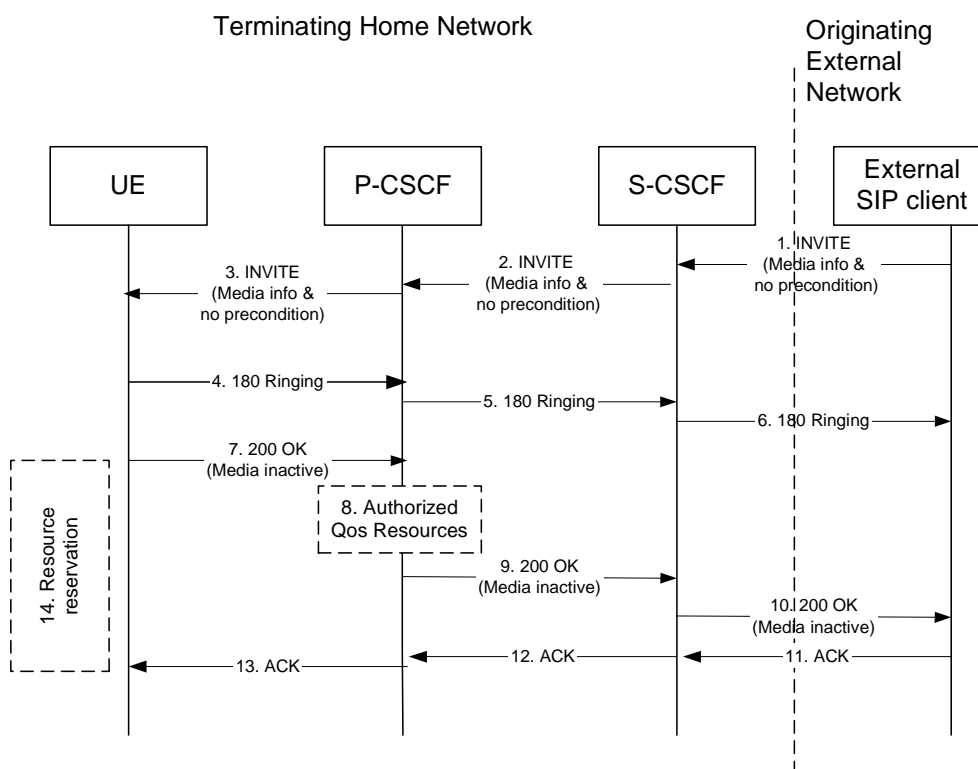 Terminating Home Network
Originating
External
Network
UE
P-CSCF
S-CSCF
External
SIP client
1. INVITE
(Media info &
no precondition)
2. INVITE
(Media info &
no precondition)
3. INVITE
(Media info &
no precondition)
4. 180 Ringing
5. 180 Ringing
6. 180 Ringing
7. 200 OK
(Media inactive)
8. Authorized
Qos Resources
9. 200 OK
(Media inactive)
10. 200 OK
(Media inactive)
11. ACK
12. ACK
13. ACK
14. Resource
reservation